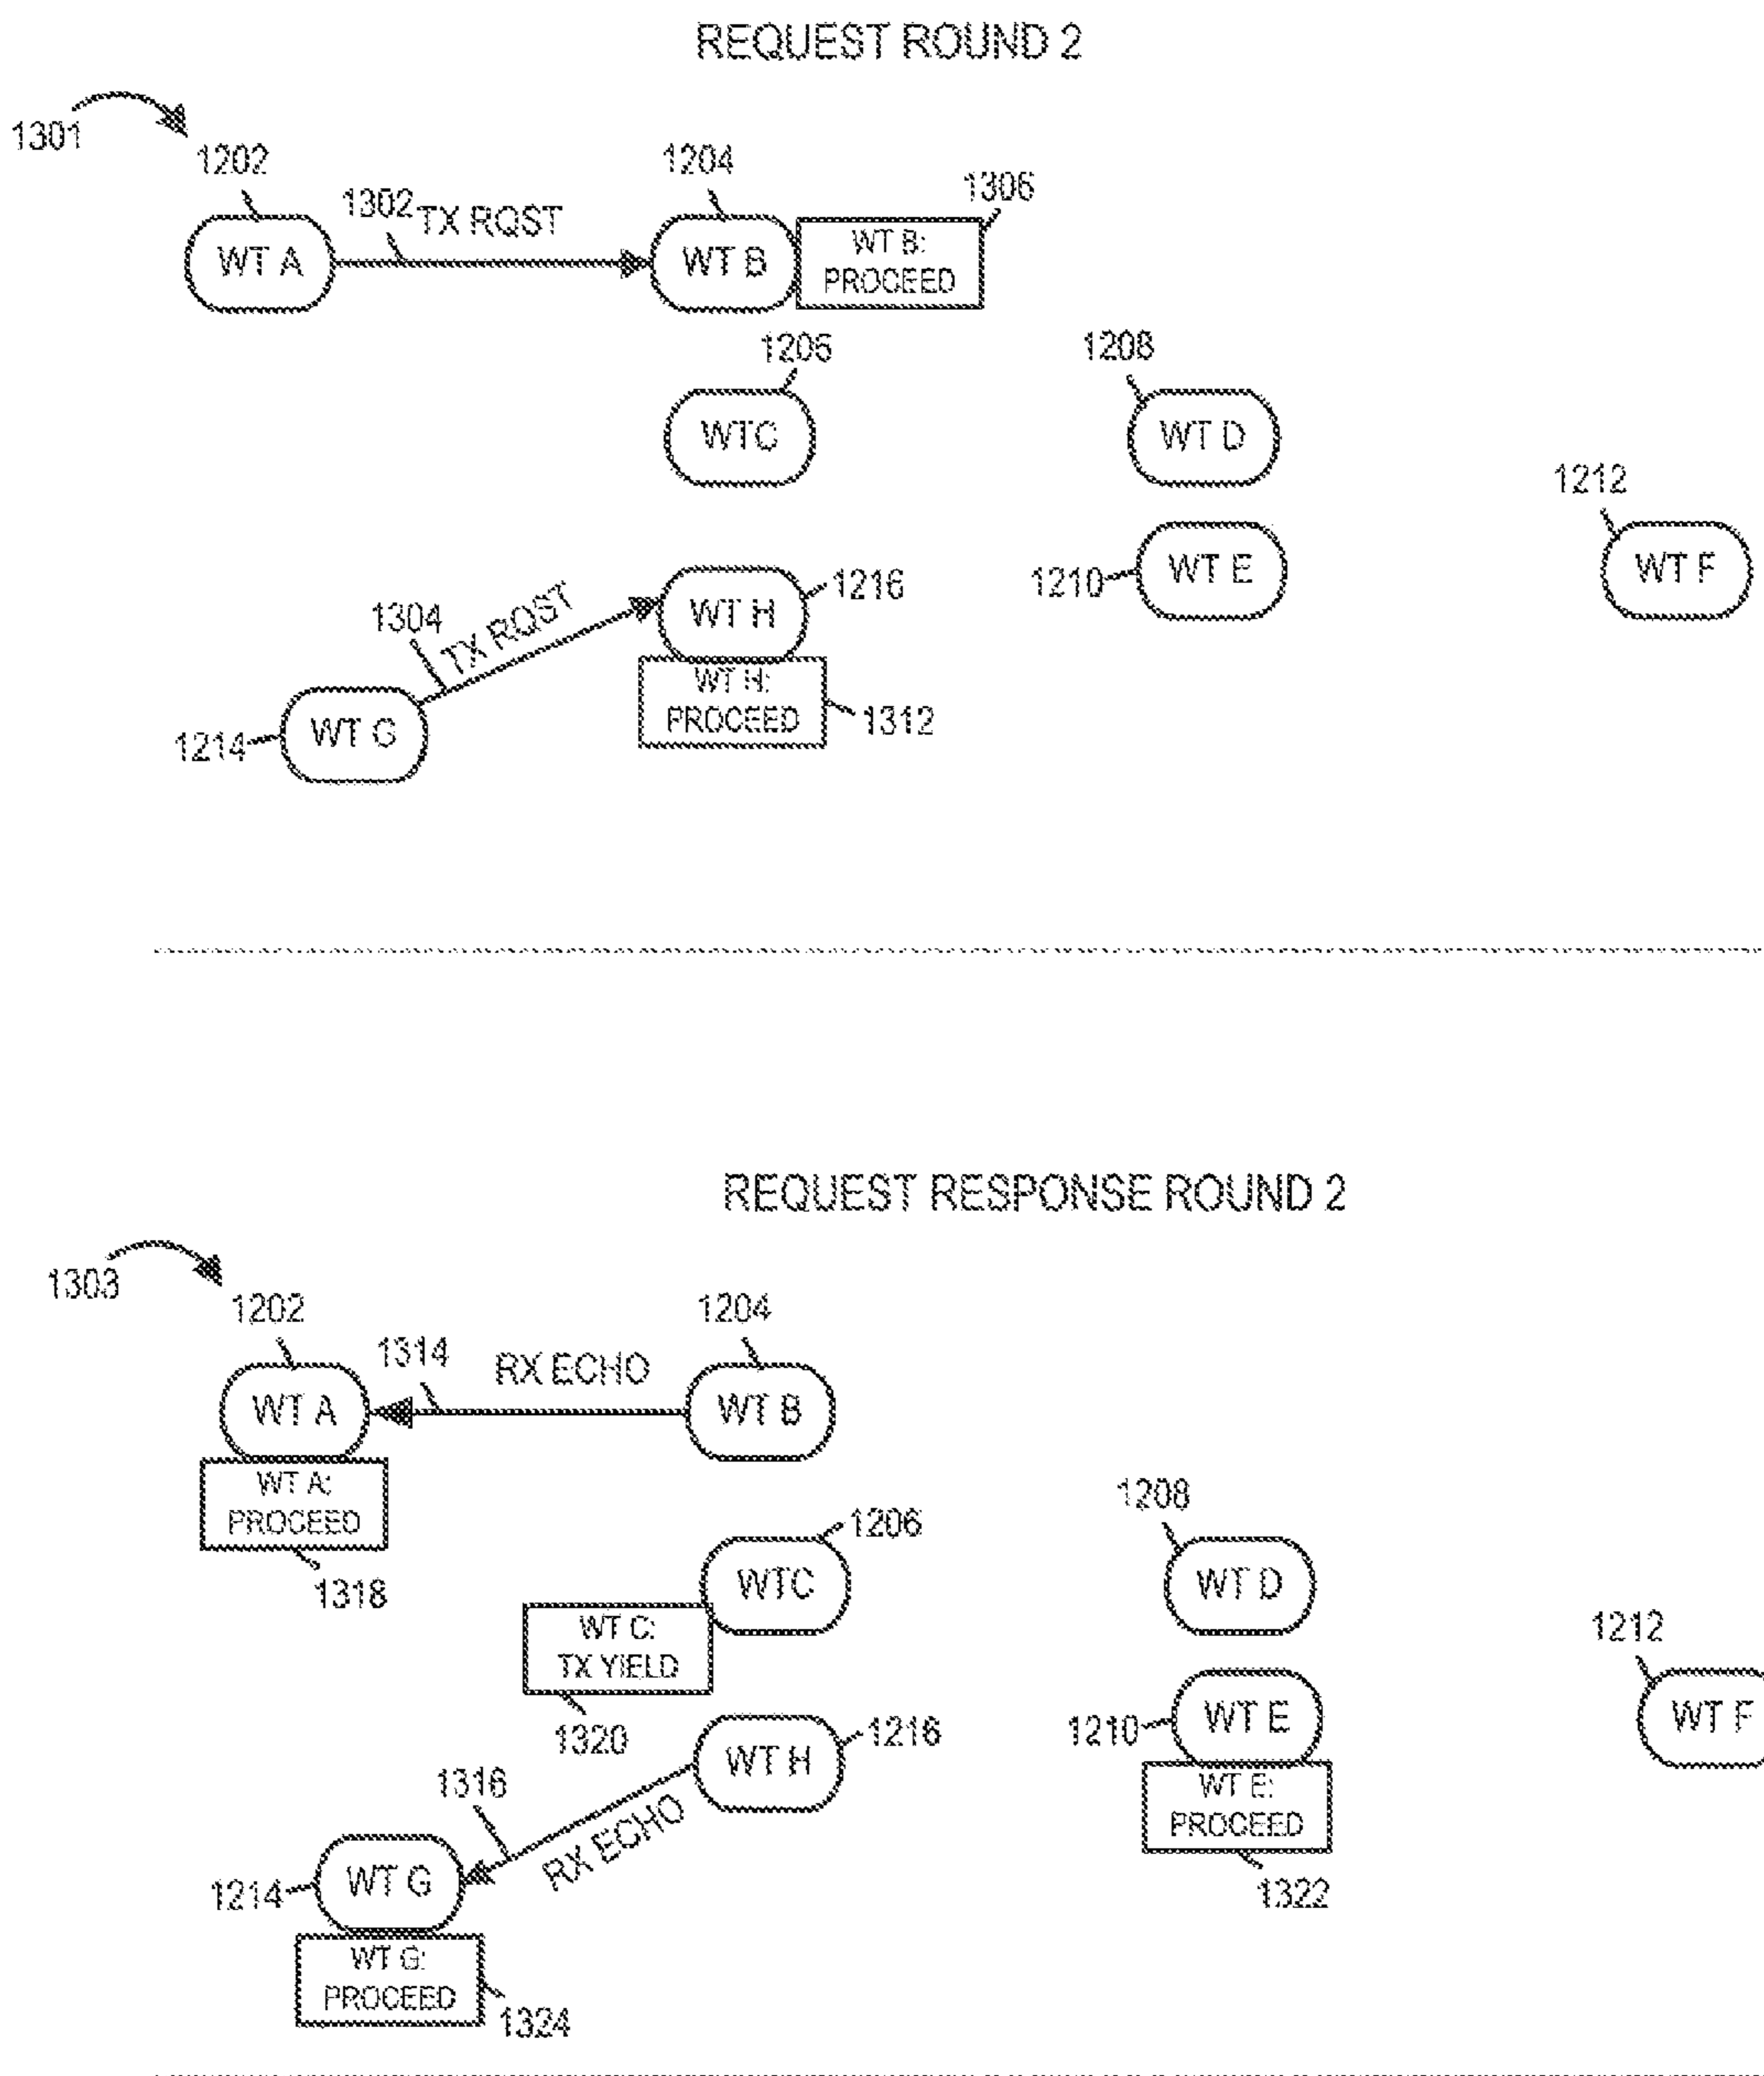 REQUEST ROUND 2
1301
1202
1302
TX RQST
1204
1306
WT A
WT B
WT B:
PROCEED
1206
1208
WTC
WT D
1212
1304
TX RQST
WT H
1216
1210
WT E
WT F
WT H:
PROCEED
1312
1214
WT G
REQUEST RESPONSE ROUND 2
1303
1202
1314
RX ECHO
1204
WT A
WT B
WT A:
PROCEED
1318
1206
1208
WTC
WT D
WT C:
TX YIELD
1320
1212
1316
RX ECHO
WT H
1216
1210
WT E
WT F
WT E:
PROCEED
1322
1214
WT G
WT G:
PROCEED
1324